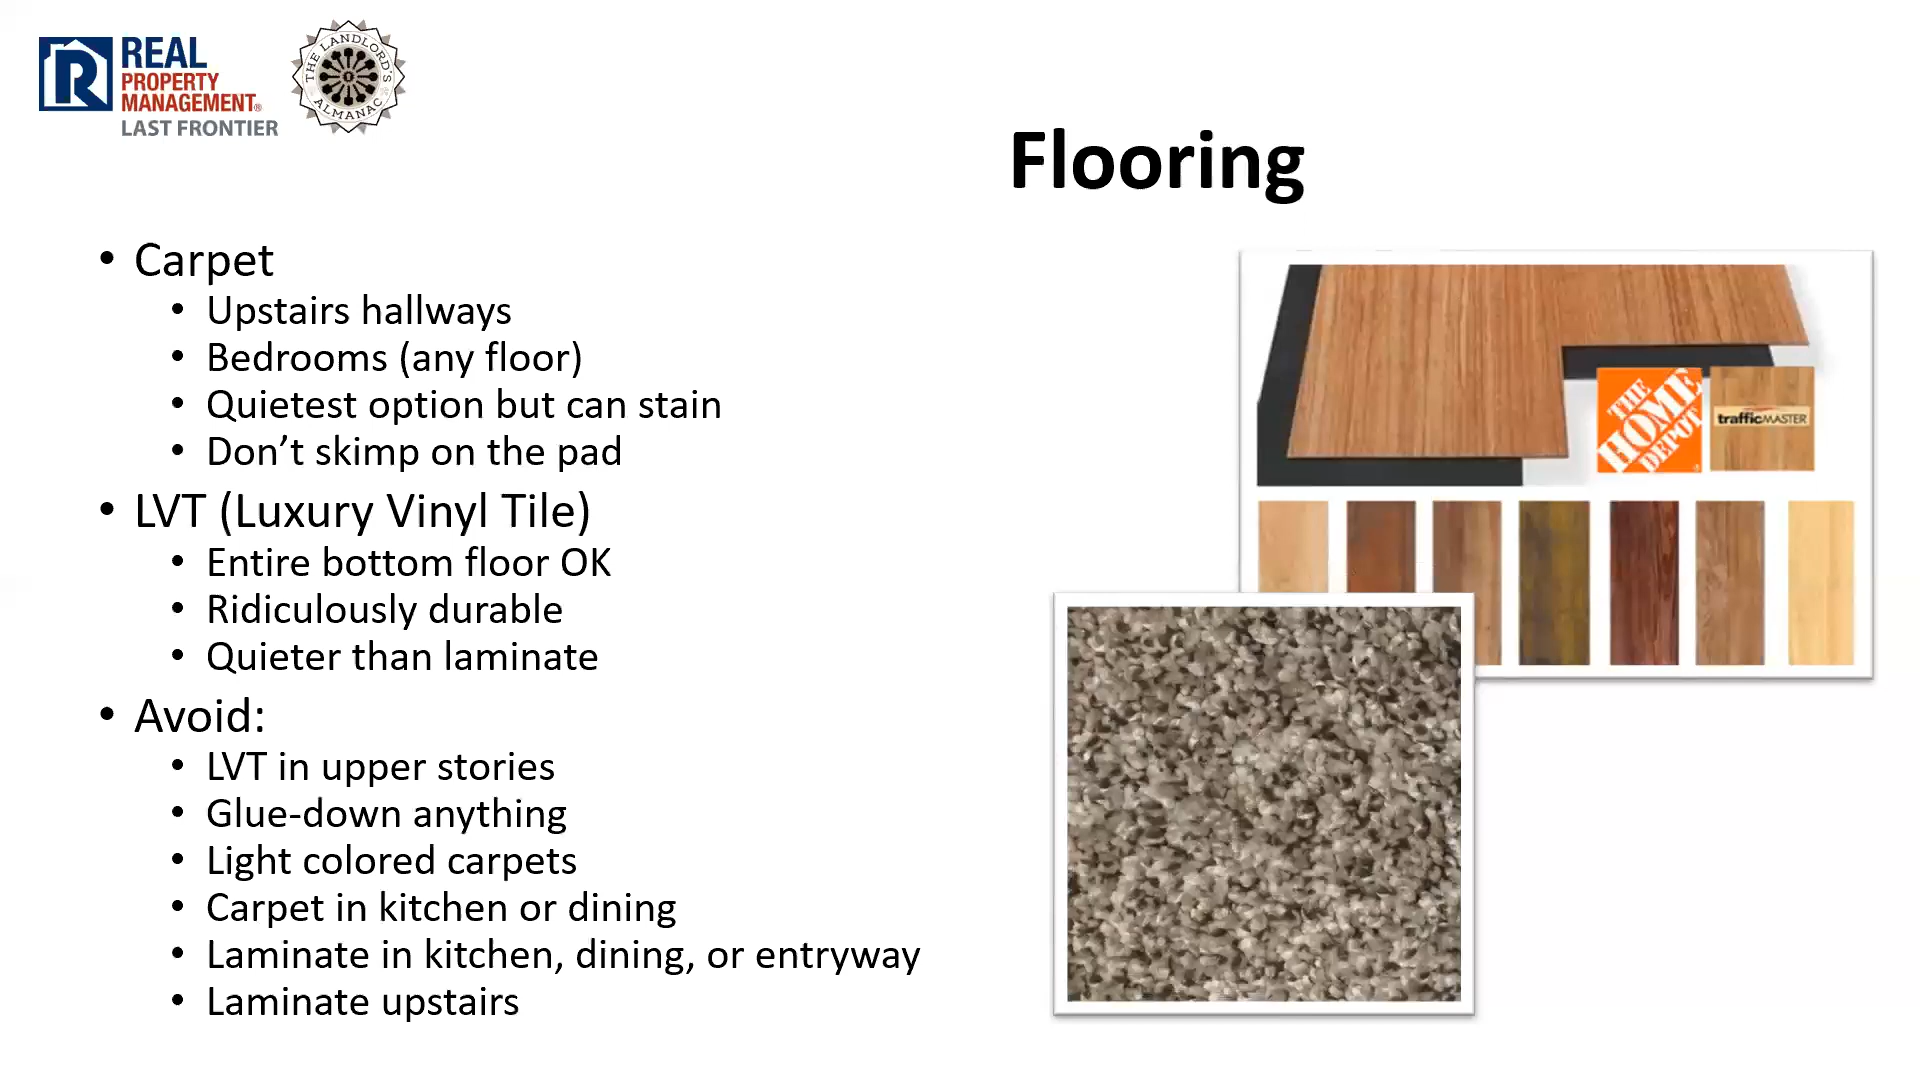 REAL
PROPERTY
MANAGEMENT®
LAST FRONTIER
THE LANDLORD'S
ALMANAC
Flooring
• Carpet
• Upstairs hallways
• Bedrooms (any floor)
• Quietest option but can stain
• Don’t skimp on the pad
• LVT (Luxury Vinyl Tile)
• Entire bottom floor OK
• Ridiculously durable
• Quieter than laminate
• Avoid:
• LVT in upper stories
• Glue-down anything
• Light colored carpets
• Carpet in kitchen or dining
• Laminate in kitchen, dining, or entryway
• Laminate upstairs
THE
HOME
DEPOT
trafficMASTER